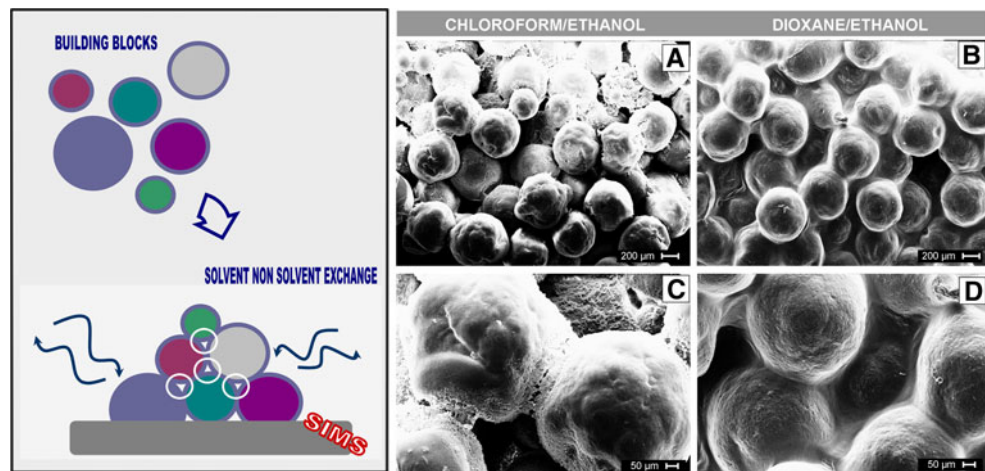 BUILDING BLOCKS
SOLVENT NON SOLVENT EXCHANGE
SIMS
CHLOROFORM/ETHANOL
DIOXANE/ETHANOL
A
200 µm
B
200 µm
C
50 µm
D
50 µm